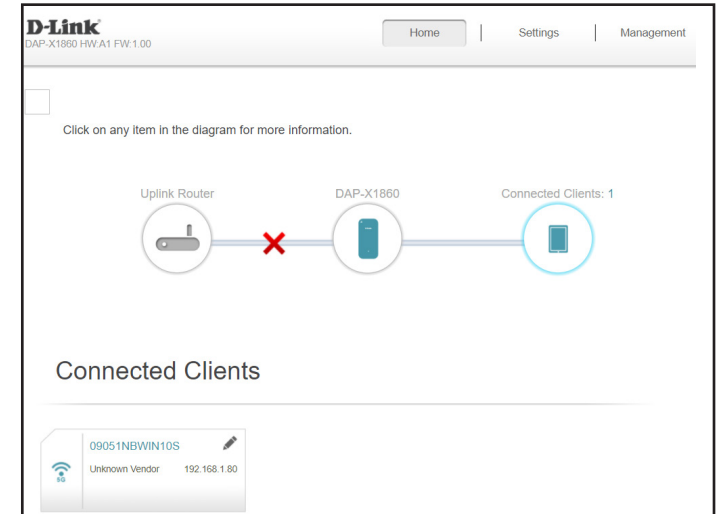 D-Link
DAP-X1860 HW:A1 FW:1.00
Home | Settings | Management
Click on any item in the diagram for more information.
Uplink Router DAP-X1860 Connected Clients: 1
Connected Clients
09051NBWIN10S
5G Unknown Vendor 192.168.1.80